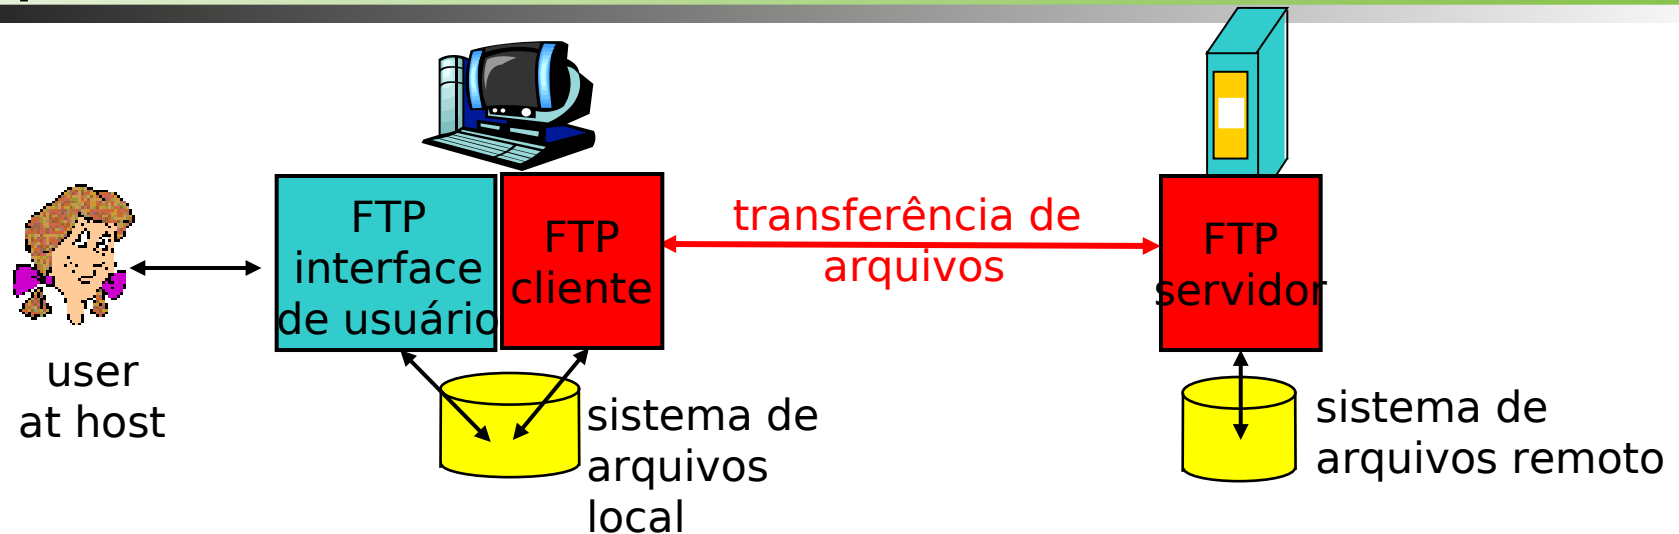 FTP
interface
de usuário
FTP
cliente
transferência de
arquivos
FTP
servidor
user
at host
sistema de
arquivos
local
sistema de
arquivos remoto